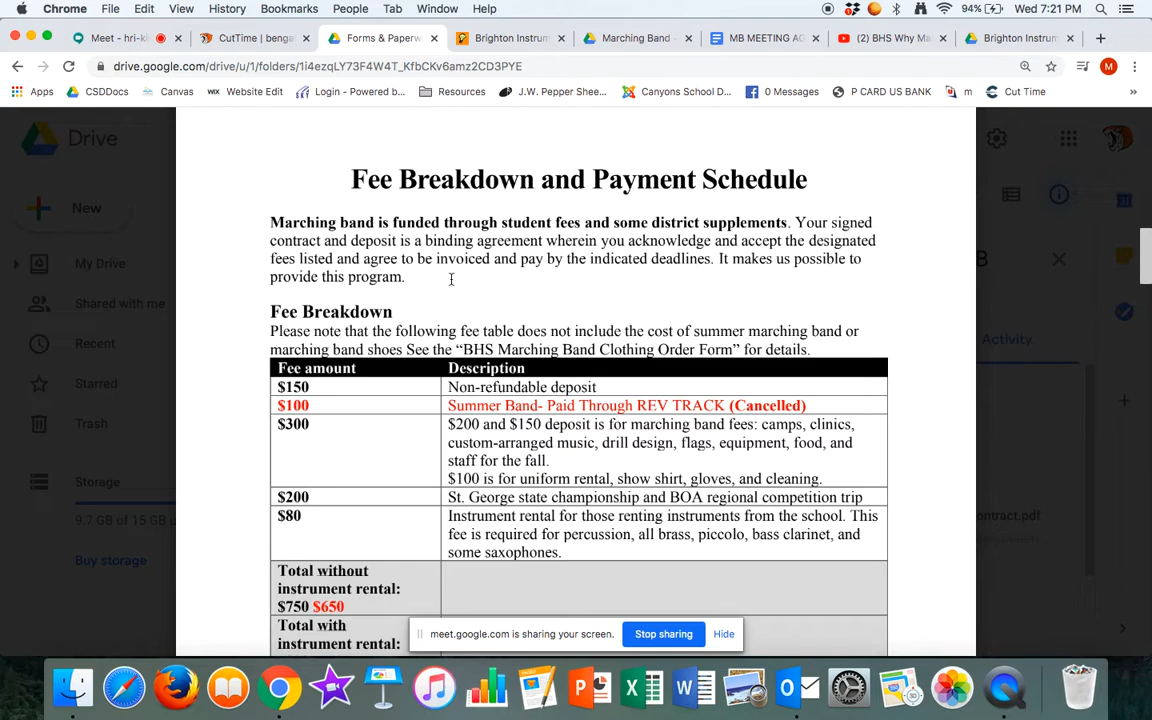 Chrome File Edit View History Bookmarks People Tab Window Help 94% Wed 7:21 PM
Meet - hri-k CutTime | benga Forms & Paperw Brighton Instrum Marching Band - MB MEETING AG (2) BHS Why Ma Brighton Instrum
drive.google.com/drive/u/1/folders/1i4ezqLY73F4W4T_KfbCKv6amz2CD3PYE M
Apps CSDDocs Canvas WIX Website Edit Login - Powered b... Resources J.W. Pepper Shee... Canyons School D... 0 Messages P CARD US BANK m Cut Time »
Drive
New
My Drive
Shared with me
Recent
Starred
Trash
Storage
9.7 GB of 15 G
Buy storage
Fee Breakdown and Payment Schedule
Marching band is funded through student fees and some district supplements. Your signed
contract and deposit is a binding agreement wherein you acknowledge and accept the designated
fees listed and agree to be invoiced and pay by the indicated deadlines. It makes us possible to
provide this program.
Fee Breakdown
Please note that the following fee table does not include the cost of summer marching band or
marching band shoes See the “BHS Marching Band Clothing Order Form” for details.
Fee amount Description
$150 Non-refundable deposit
$100 Summer Band- Paid Through REV TRACK (Cancelled)
$300 $200 and $150 deposit is for marching band fees: camps, clinics,
custom-arranged music, drill design, flags, equipment, food, and
staff for the fall.
$100 is for uniform rental, show shirt, gloves, and cleaning.
$200 St. George state championship and BOA regional competition trip
$80 Instrument rental for those renting instruments from the school. This
fee is required for percussion, all brass, piccolo, bass clarinet, and
some saxophones.
Total without
instrument rental:
$750 $650
Total with
instrument rental:
B
Activity
ontract.pdf
meet.google.com is sharing your screen. Stop sharing Hide